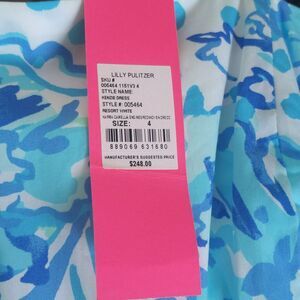 LILLY PULITZER
SKU #
005464 1151V3 4
STYLE NAME:
KENZIE DRESS
STYLE #: 005464
RESORT WHITE
SIZE: 4
889069 631680
MANUFACTURER'S SUGGESTED PRICE
$248.00